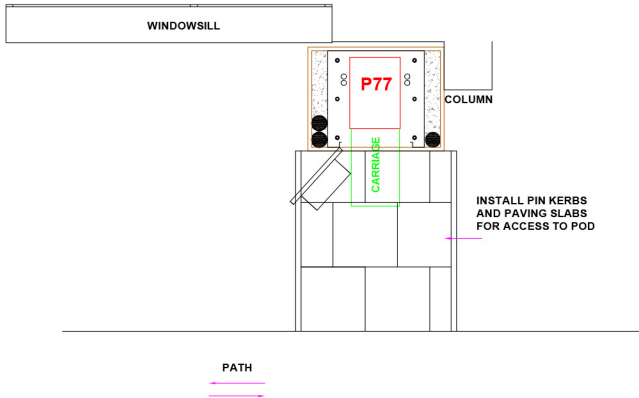 WINDOWSILL
P77
COLUMN
CARRIAGE
INSTALL PIN KERBS
AND PAVING SLABS
FOR ACCESS TO POD
PATH